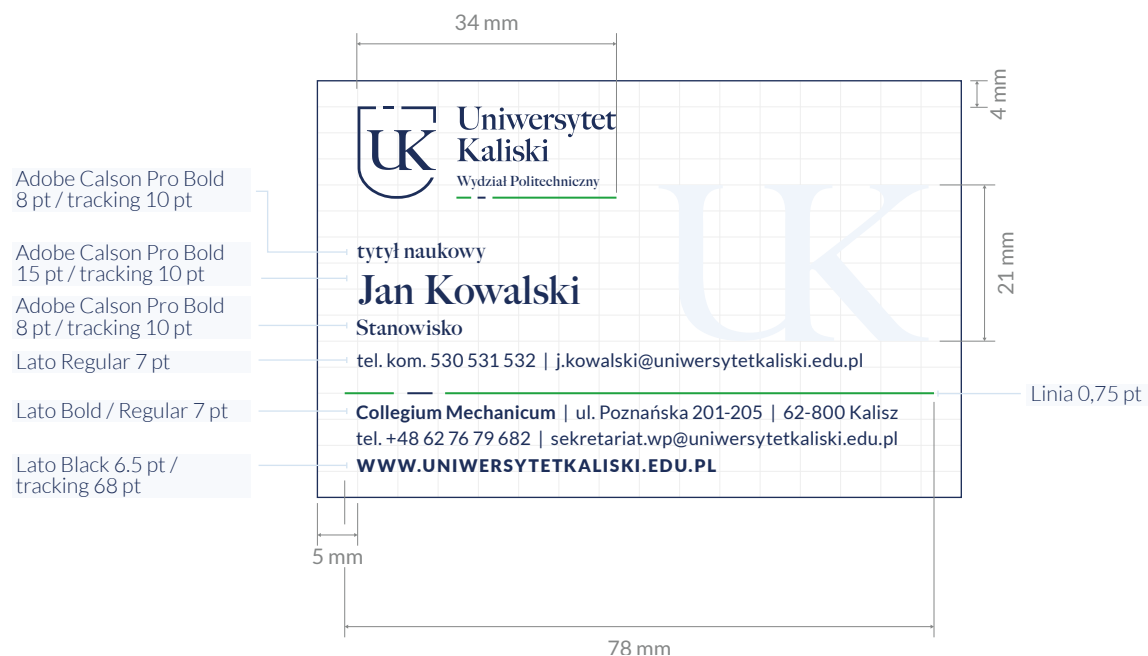 34 mm
4 mm
UK
Uniwersytet
Kaliski
Wydział Politechniczny
UK
21 mm
Adobe Calson Pro Bold
8 pt / tracking 10 pt
tytył naukowy
Adobe Calson Pro Bold
15 pt / tracking 10 pt
Jan Kowalski
Adobe Calson Pro Bold
8 pt / tracking 10 pt
Stanowisko
Lato Regular 7 pt
tel. kom. 530 531 532 | j.kowalski@uniwersytetkaliski.edu.pl
Linia 0,75 pt
Lato Bold / Regular 7 pt
Collegium Mechanicum | ul. Poznańska 201-205 | 62-800 Kalisz
tel. +48 62 76 79 682 | sekretariat.wp@uniwersytetkaliski.edu.pl
Lato Black 6.5 pt /
tracking 68 pt
WWW.UNIWERSYTETKALISKI.EDU.PL
5 mm
78 mm